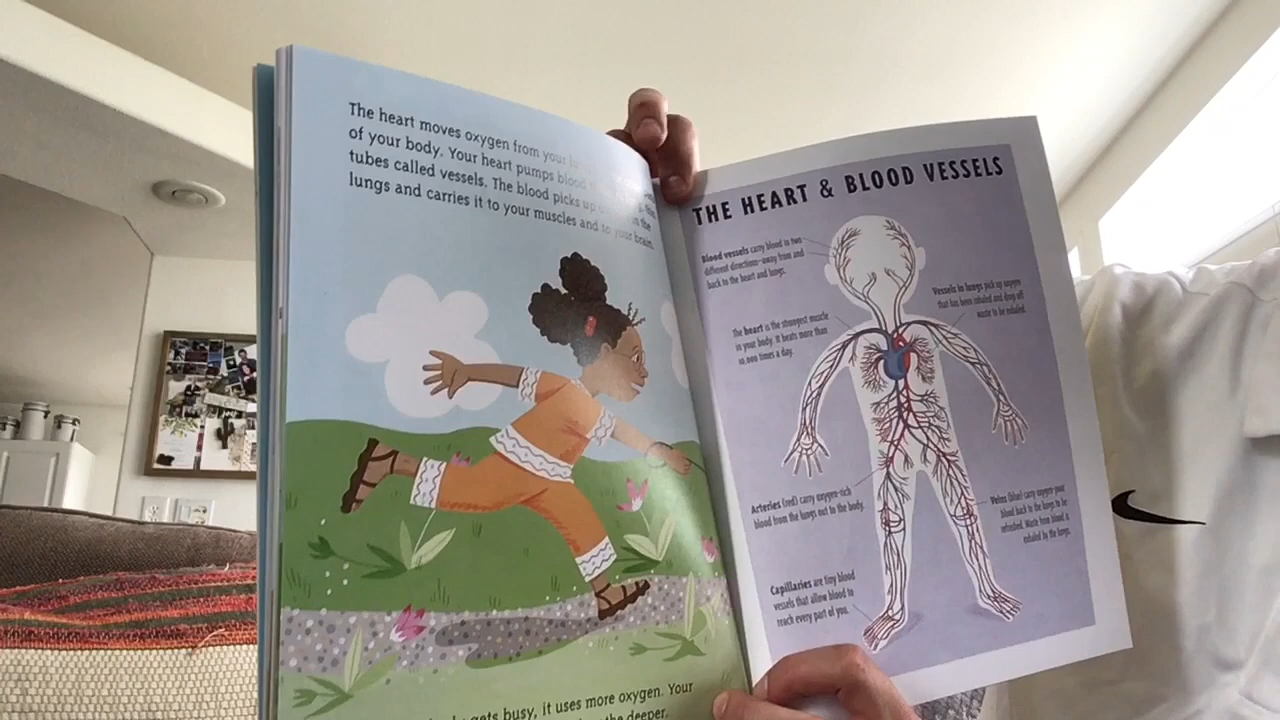 The heart moves oxygen from your
of your body. Your heart pumps blood
tubes called vessels. The blood picks up the
lungs and carries it to your muscles and to your brain.
gets busy, it uses more oxygen. Your
the deeper,
THE HEART & BLOOD VESSELS
Blood vessels carry blood in two
different directions—away from and
back to the heart and lungs.
Vessels in lungs pick up oxygen
that has been inhaled and drop off
waste to be exhaled.
The heart is the strongest muscle
in your body. It beats more than
10,000 times a day.
Arteries (red) carry oxygen-rich
blood from the lungs out to the body.
Veins (blue) carry oxygen-poor
blood back to the lungs to be
refreshed. Waste from blood is
exhaled by the lungs.
Capillaries are tiny blood
vessels that allow blood to
reach every part of you.